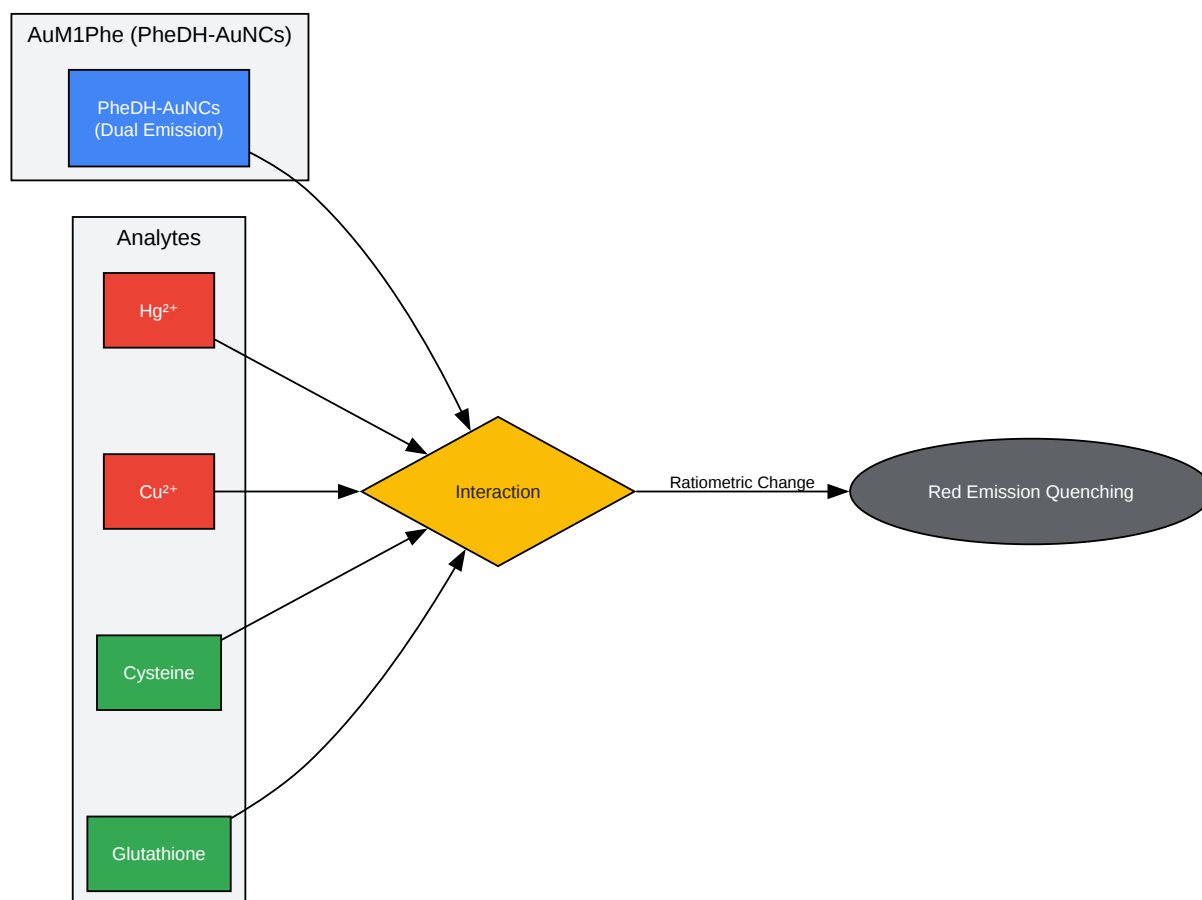 AuM1Phe (PheDH-AuNCs)
PheDH-AuNCs
(Dual Emission)
Analytes
Hg²⁺
Cu²⁺
Cysteine
Glutathione
Interaction
Ratiometric Change
Red Emission Quenching